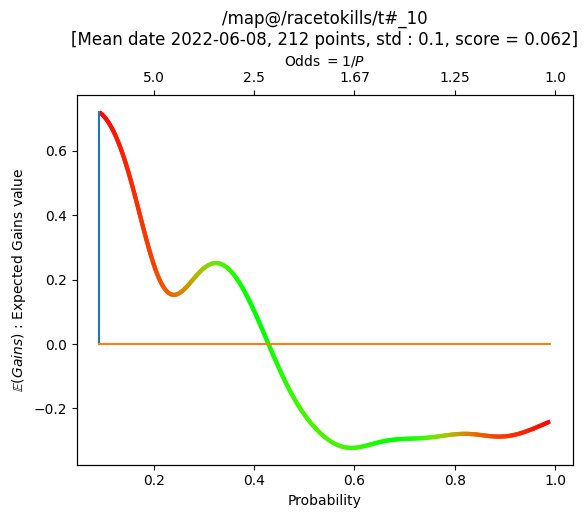 /map@/racetokills/t#_10
[Mean date 2022-06-08, 212 points, std : 0.1, score = 0.062]
Odds = 1/P
5.0 2.5 1.67 1.25 1.0
0.6
0.4
0.2
0.0
−0.2
𝔼(Gains) : Expected Gains value
0.2 0.4 0.6 0.8 1.0
Probability